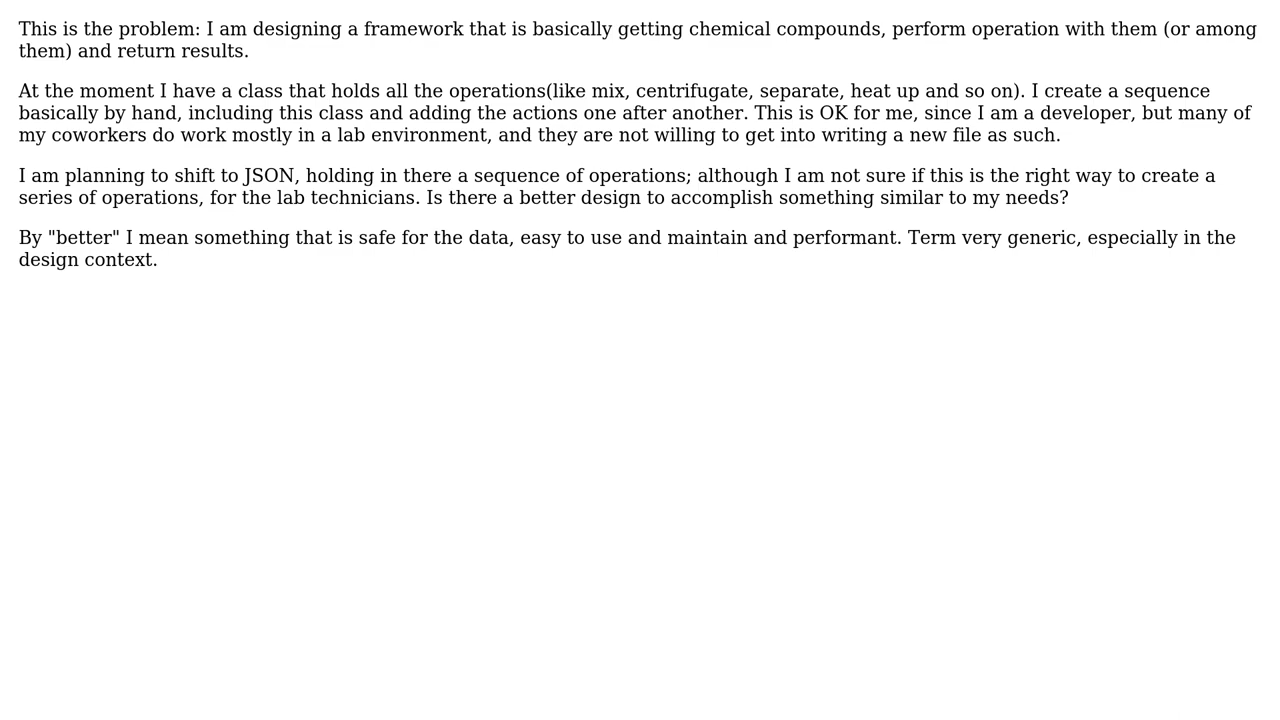 This is the problem: I am designing a framework that is basically getting chemical compounds, perform operation with them (or among
them) and return results.
At the moment I have a class that holds all the operations(like mix, centrifugate, separate, heat up and so on). I create a sequence
basically by hand, including this class and adding the actions one after another. This is OK for me, since I am a developer, but many of
my coworkers do work mostly in a lab environment, and they are not willing to get into writing a new file as such.
I am planning to shift to JSON, holding in there a sequence of operations; although I am not sure if this is the right way to create a
series of operations, for the lab technicians. Is there a better design to accomplish something similar to my needs?
By "better" I mean something that is safe for the data, easy to use and maintain and performant. Term very generic, especially in the
design context.